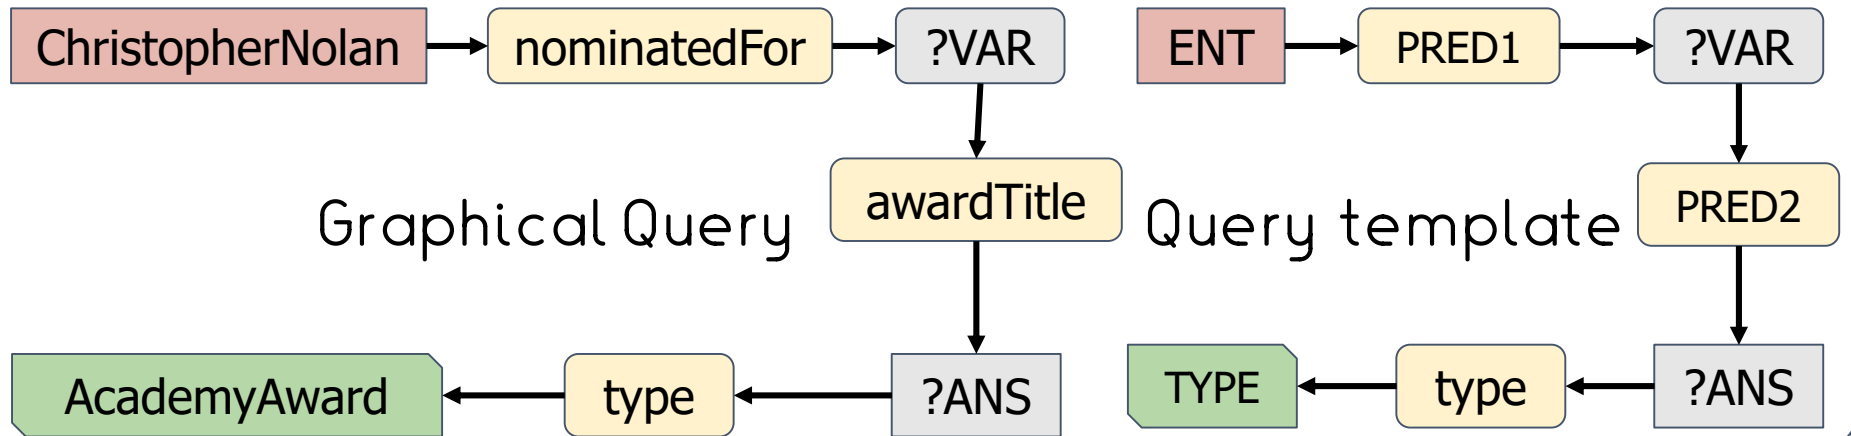 ChristopherNolan nominatedFor ?VAR
awardTitle
Graphical Query
AcademyAward type ?ANS
ENT PRED1 ?VAR
PRED2
Query template
TYPE type ?ANS